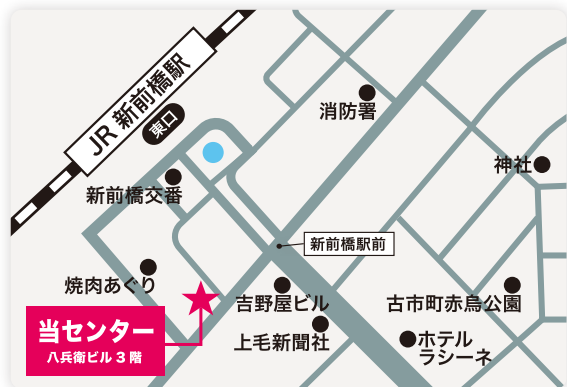 JR 新前橋駅
東口
消防署
神社
新前橋交番
新前橋駅前
焼肉あぐり
吉野屋ビル
古市町赤烏公園
当センター
八兵衛ビル3階
上毛新聞社
ホテル
ラシーネ